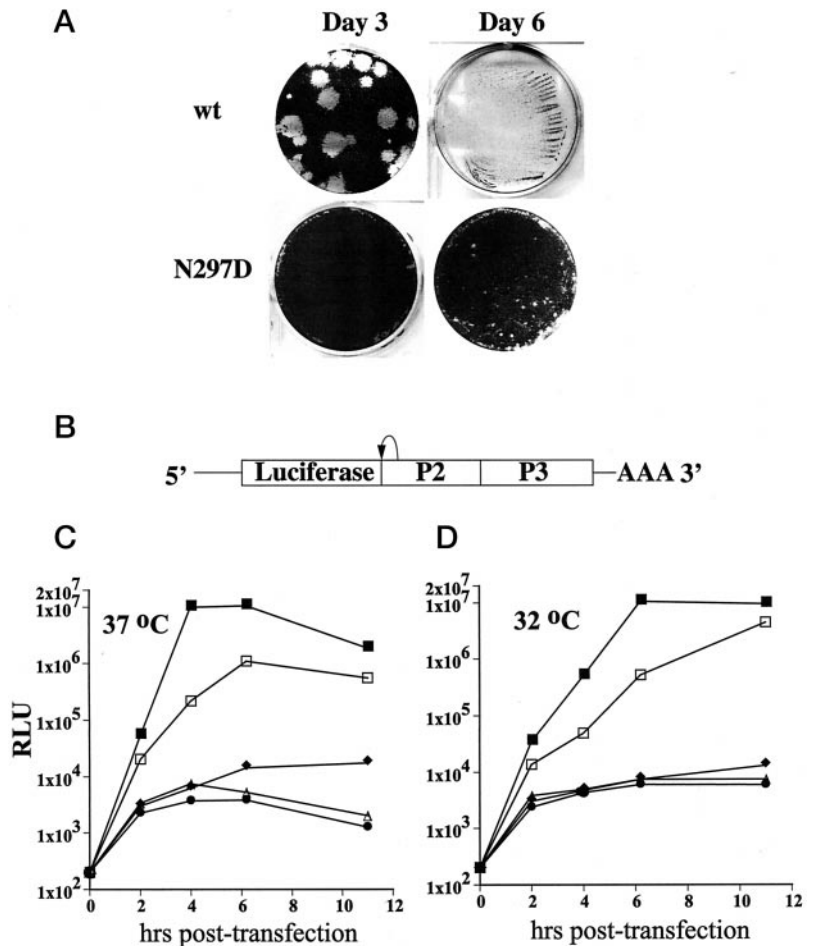 A
Day 3 Day 6
wt
N297D
B
5’ Luciferase P2 P3 AAA 3’
C
D
2x10⁷
1x10⁷
1x10⁶
1x10⁵
1x10⁴
1x10³
1x10²
RLU
37 ºC
0 2 4 6 8 10 12
hrs post-transfection
2x10⁷
1x10⁷
1x10⁶
1x10⁵
1x10⁴
1x10³
1x10²
32 ºC
0 2 4 6 8 10 12
hrs post-transfection